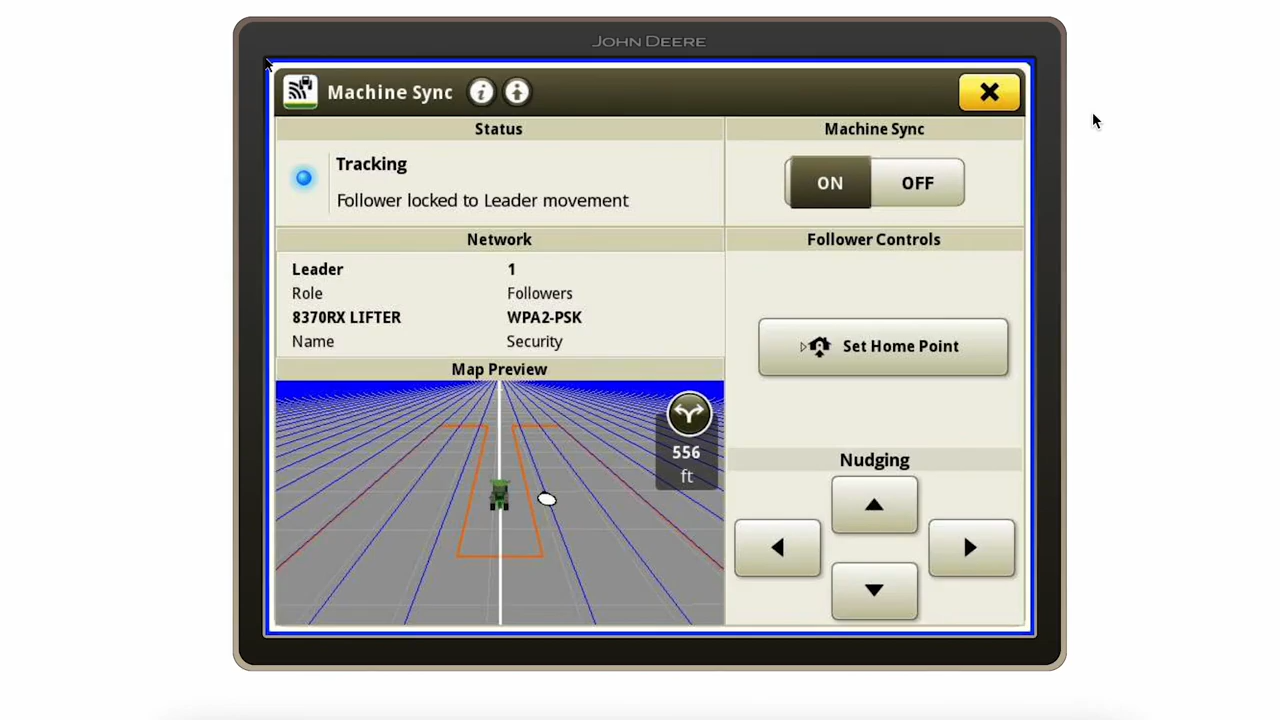 JOHN DEERE
Machine Sync
Status
Tracking
Follower locked to Leader movement
Machine Sync
ON OFF
Network
Leader 1
Role Followers
8370RX LIFTER WPA2-PSK
Name Security
Follower Controls
Set Home Point
Map Preview
556
ft
Nudging